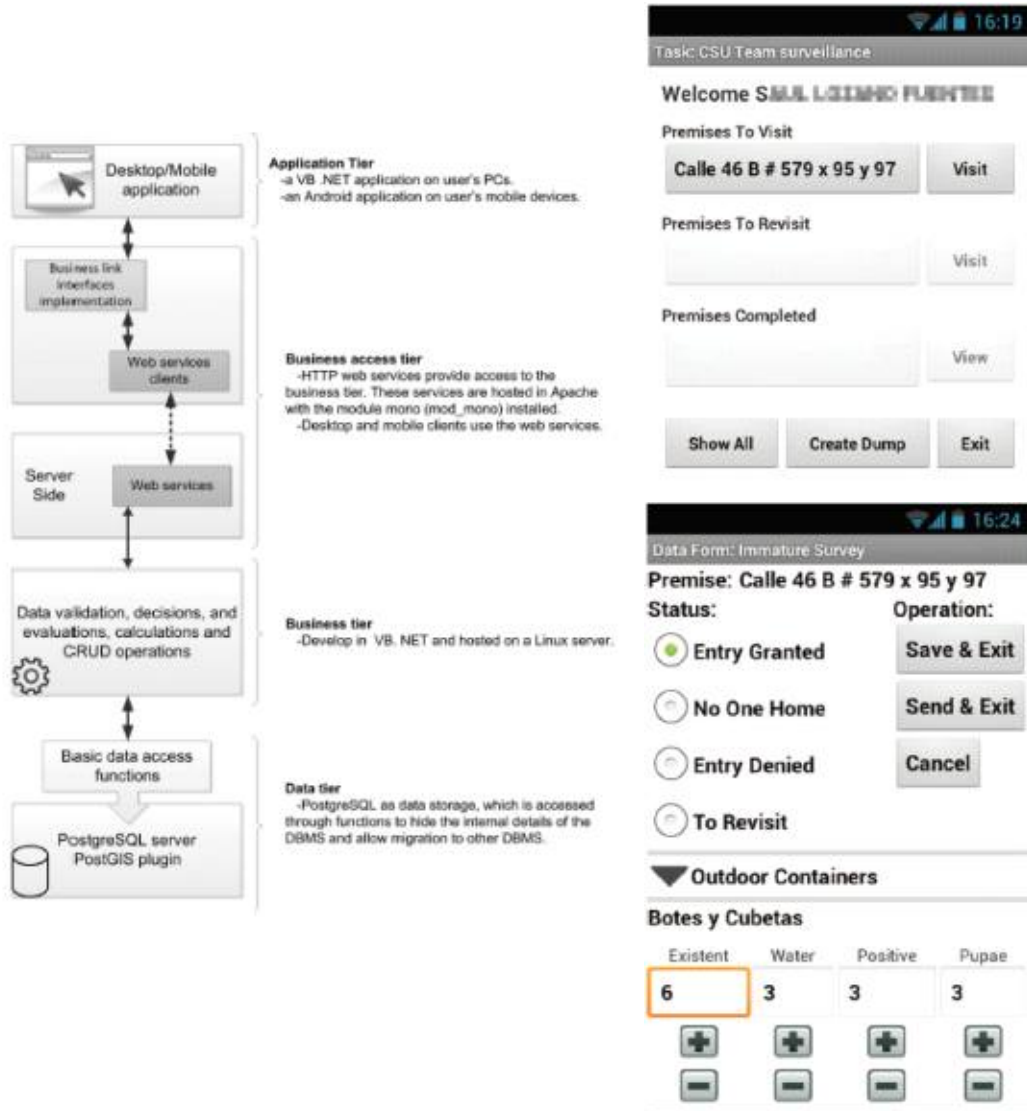 Desktop/Mobile
application
Application Tier
-a VB .NET application on user's PCs.
-an Android application on user's mobile devices.
Business link
interfaces
implementation
Web services
clients
Business access tier
-HTTP web services provide access to the
business tier. These services are hosted in Apache
with the module mono (mod_mono) installed.
-Desktop and mobile clients use the web services.
Server
Side
Web services
Data validation, decisions, and
evaluations, calculations and
CRUD operations
Business tier
-Develop in VB. NET and hosted on a Linux server.
Basic data access
functions
PostgreSQL server
PostGIS plugin
Data tier
-PostgreSQL as data storage, which is accessed
through functions to hide the internal details of the
DBMS and allow migration to other DBMS.
16:19
Task: CSU Team surveillance
Welcome
Premises To Visit
Calle 46 B # 579 x 95 y 97
Visit
Premises To Revisit
Visit
Premises Completed
View
Show All Create Dump Exit
16:24
Data Form: Immature Survey
Premise: Calle 46 B # 579 x 95 y 97
Status: Operation:
Entry Granted Save & Exit
No One Home Send & Exit
Entry Denied Cancel
To Revisit
Outdoor Containers
Botes y Cubetas
Existent Water Positive Pupae
6 3 3 3